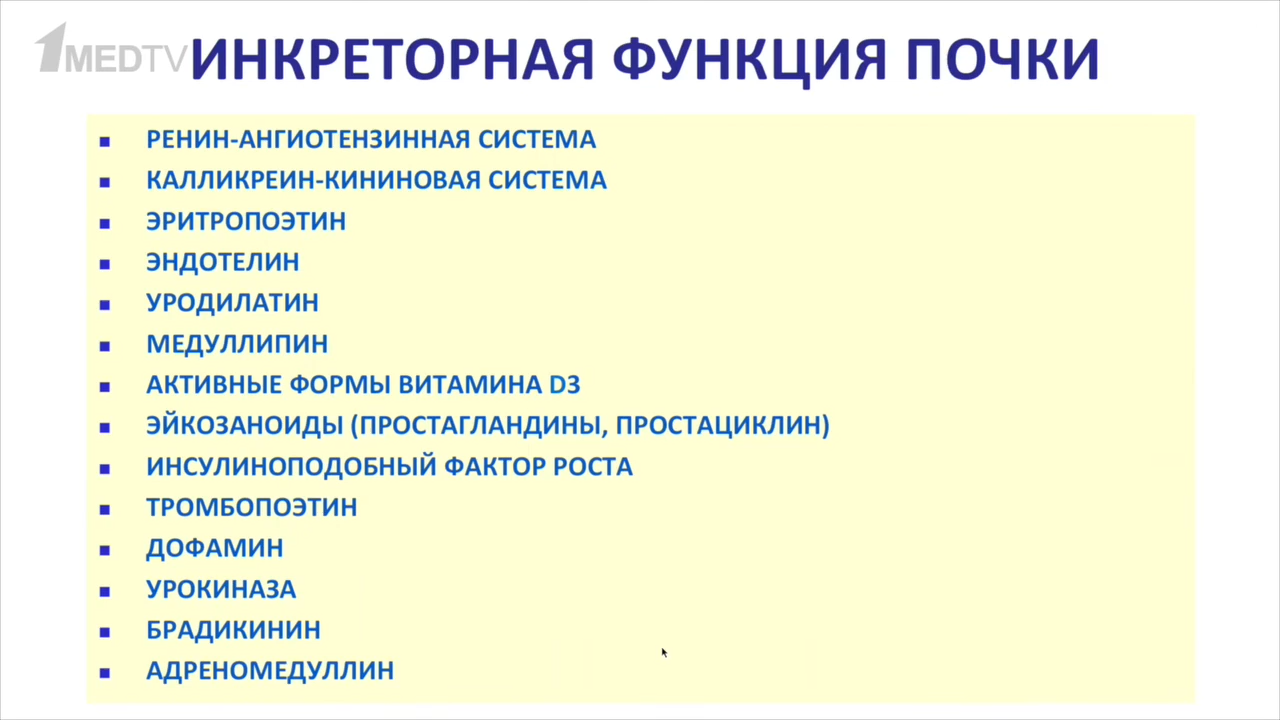 1MEDTV
ИНКРЕТОРНАЯ ФУНКЦИЯ ПОЧКИ
РЕНИН-АНГИОТЕНЗИННАЯ СИСТЕМА
КАЛЛИКРЕИН-КИНИНОВАЯ СИСТЕМА
ЭРИТРОПОЭТИН
ЭНДОТЕЛИН
УРОДИЛАТИН
МЕДУЛЛИПИН
АКТИВНЫЕ ФОРМЫ ВИТАМИНА D3
ЭЙКОЗАНОИДЫ (ПРОСТАГЛАНДИНЫ, ПРОСТАЦИКЛИН)
ИНСУЛИНОПОДОБНЫЙ ФАКТОР РОСТА
ТРОМБОПОЭТИН
ДОФАМИН
УРОКИНАЗА
БРАДИКИНИН
АДРЕНОМЕДУЛЛИН